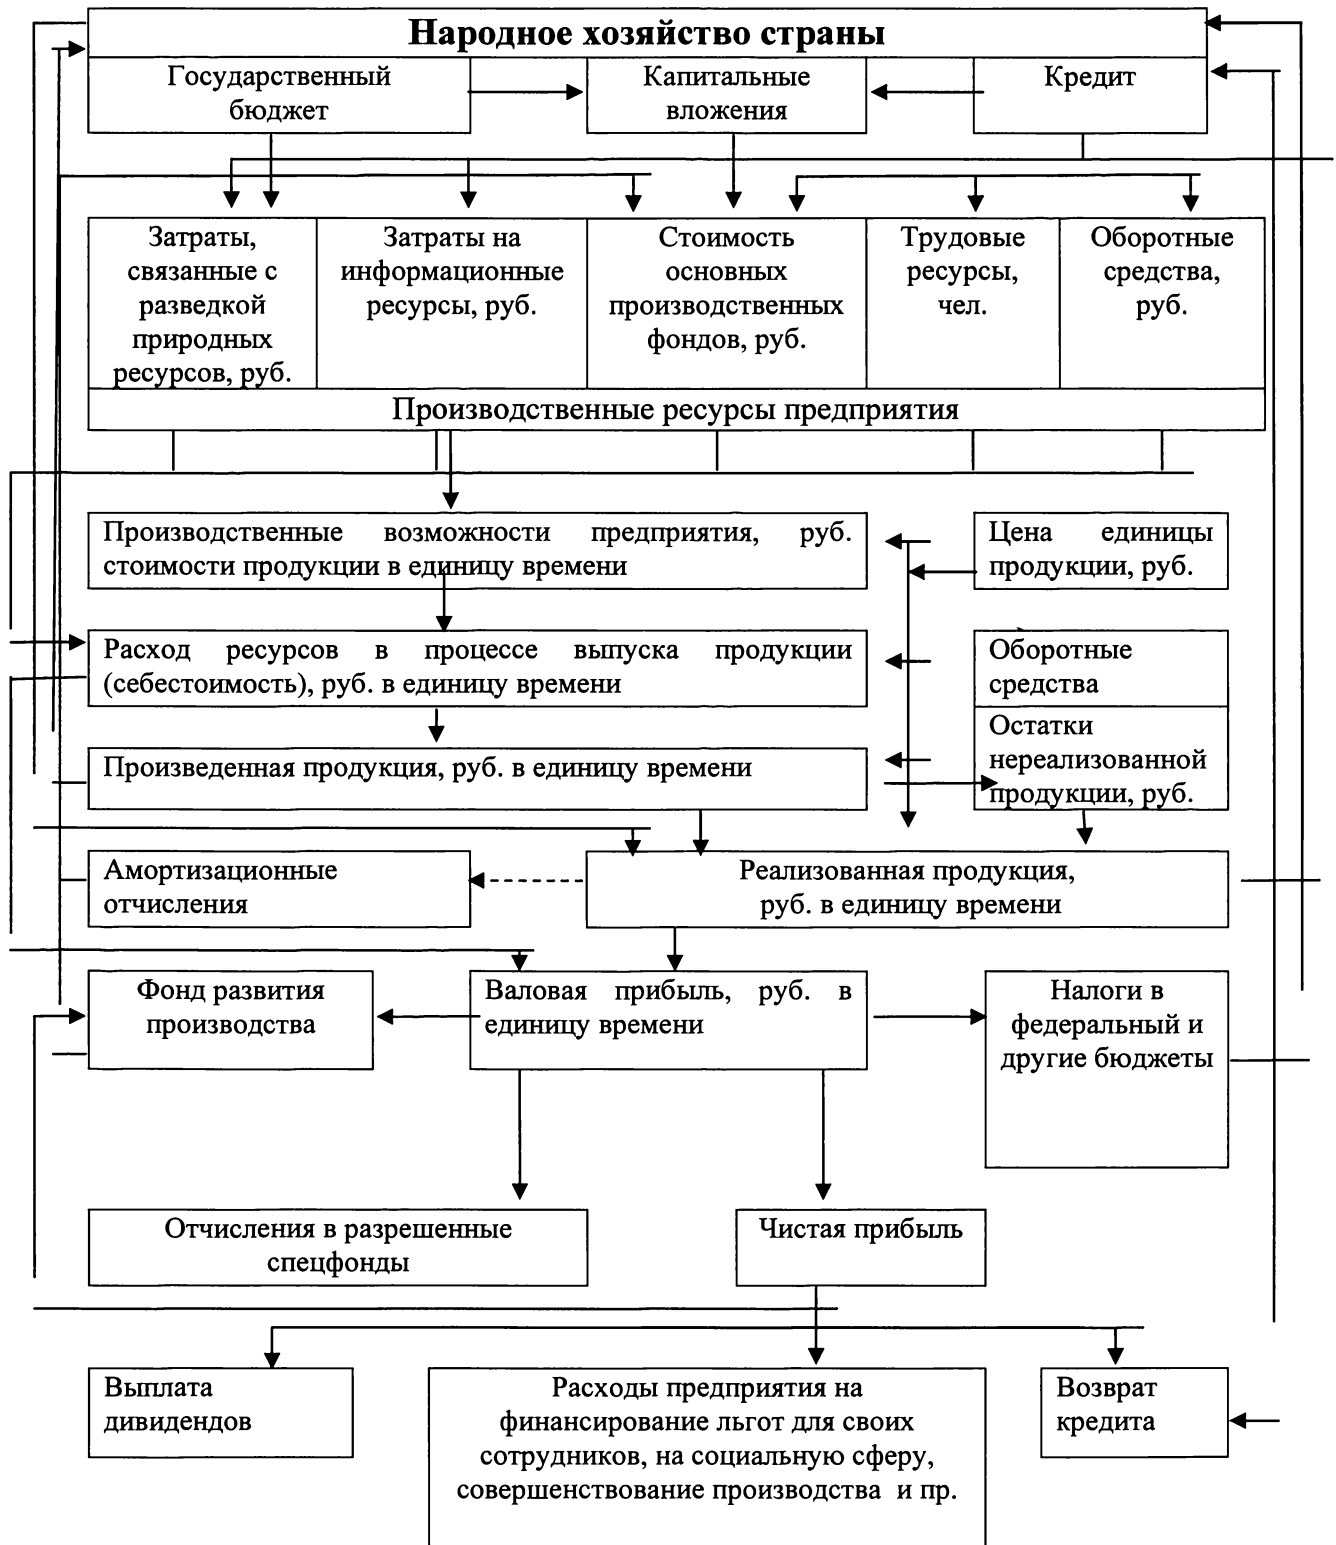 Народное хозяйство страны
Государственный
бюджет
Капитальные
вложения
Кредит
Затраты,
связанные с
разведкой
природных
ресурсов, руб.
Затраты на
информационные
ресурсы, руб.
Стоимость
основных
производственных
фондов, руб.
Трудовые
ресурсы,
чел.
Оборотные
средства,
руб.
Производственные ресурсы предприятия
Производственные возможности предприятия, руб.
стоимости продукции в единицу времени
Цена единицы
продукции, руб.
Расход ресурсов в процессе выпуска продукции
(себестоимость), руб. в единицу времени
Оборотные
средства
Остатки
нереализованной
продукции, руб.
Произведенная продукция, руб. в единицу времени
Амортизационные
отчисления
Реализованная продукция,
руб. в единицу времени
Фонд развития
производства
Валовая прибыль, руб. в
единицу времени
Налоги в
федеральный и
другие бюджеты
Отчисления в разрешенные
спецфонды
Чистая прибыль
Выплата
дивидендов
Расходы предприятия на
финансирование льгот для своих
сотрудников, на социальную сферу,
совершенствование производства и пр.
Возврат
кредита